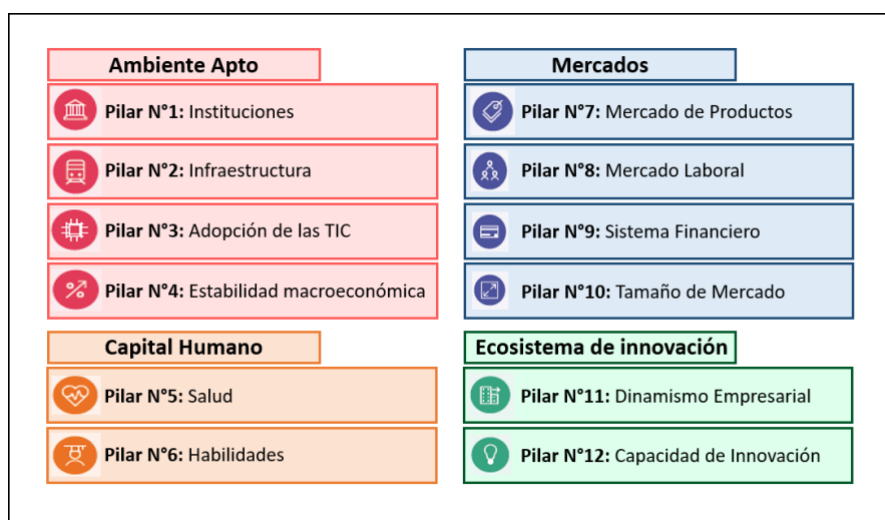 Ambiente Apto
Pilar N°1: Instituciones
Pilar N°2: Infraestructura
Pilar N°3: Adopción de las TIC
Pilar N°4: Estabilidad macroeconómica
Capital Humano
Pilar N°5: Salud
Pilar N°6: Habilidades
Mercados
Pilar N°7: Mercado de Productos
Pilar N°8: Mercado Laboral
Pilar N°9: Sistema Financiero
Pilar N°10: Tamaño de Mercado
Ecosistema de innovación
Pilar N°11: Dinamismo Empresarial
Pilar N°12: Capacidad de Innovación